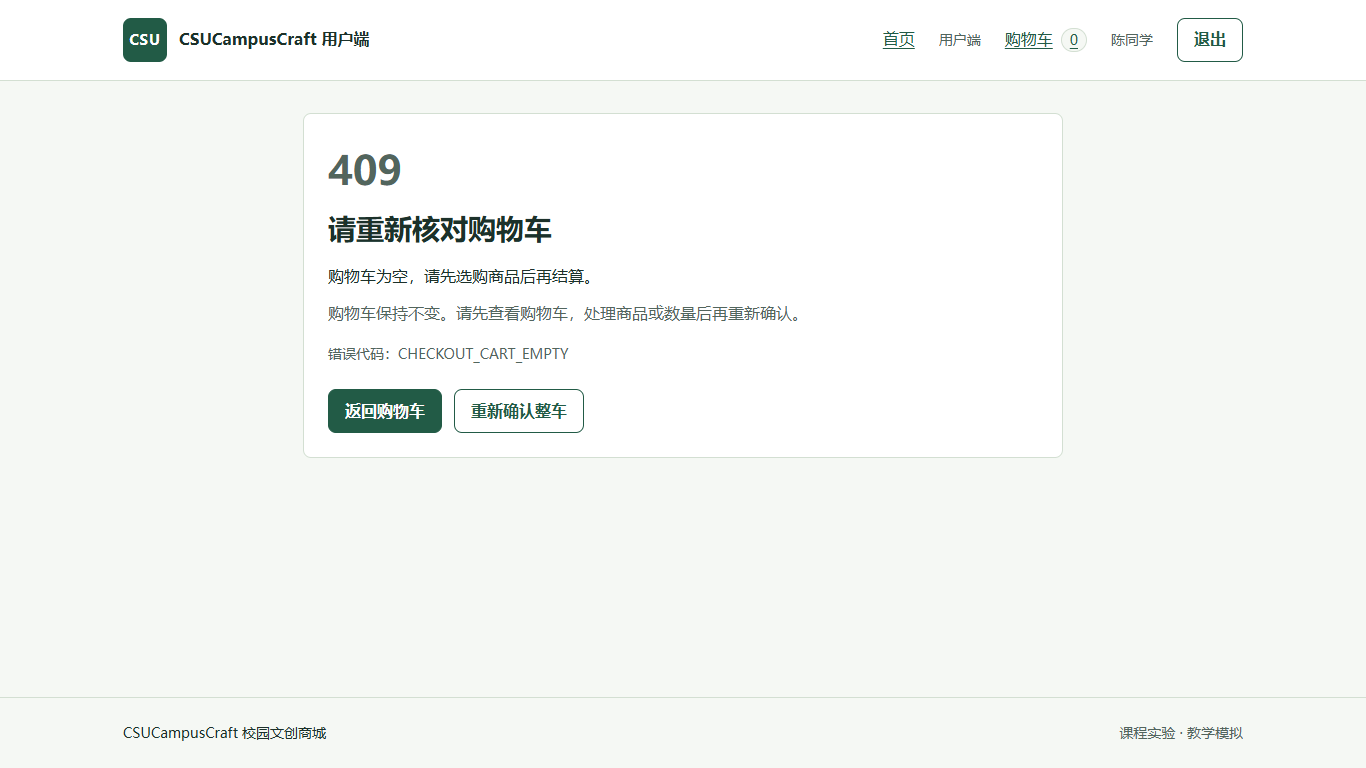 CSU CSUCampusCraft 用户端 首页 用户端 购物车 0 陈同学 退出
409
请重新核对购物车
购物车为空，请先选购商品后再结算。
购物车保持不变。请先查看购物车，处理商品或数量后再重新确认。
错误代码：CHECKOUT_CART_EMPTY
返回购物车 重新确认整车
CSUCampusCraft 校园文创商城 课程实验 · 教学模拟